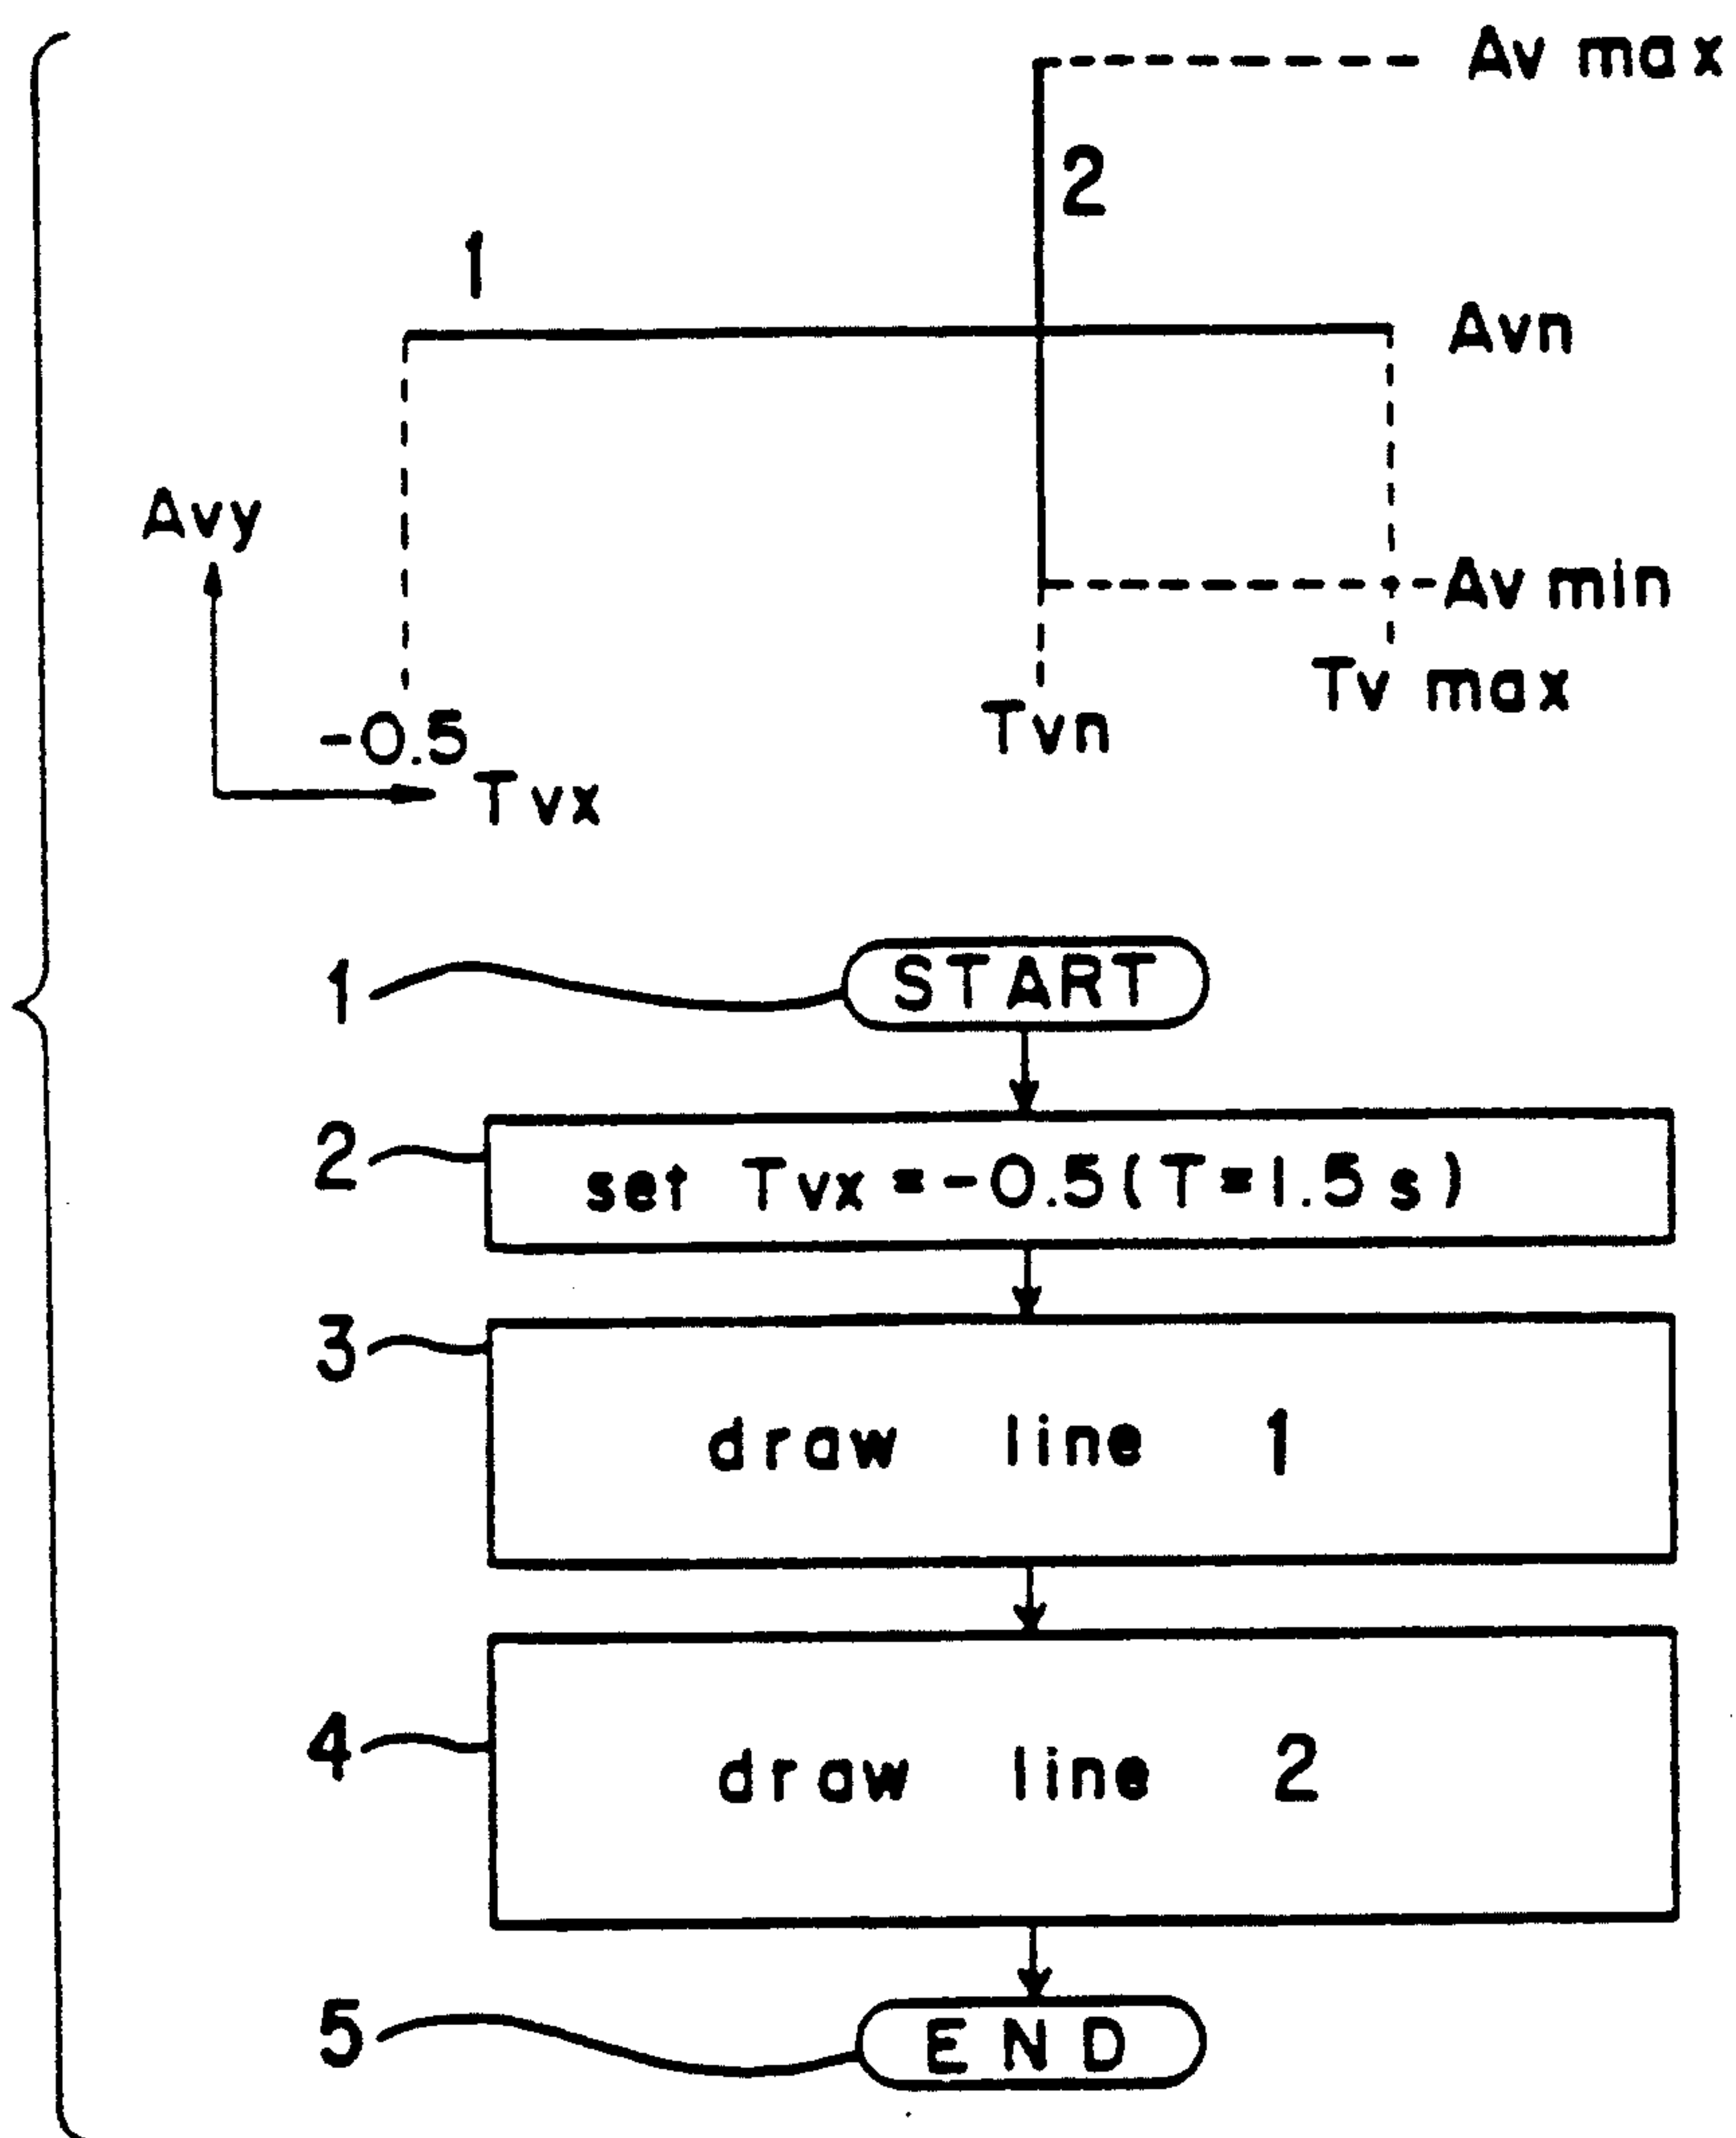 Av max
2
1
Avn
Avy
Av min
Tv max
Tvn
-0.5
Tvx
1 START
2 set Tvx=-0.5(T=1.5s)
3
draw line 1
4 draw line 2
5 END